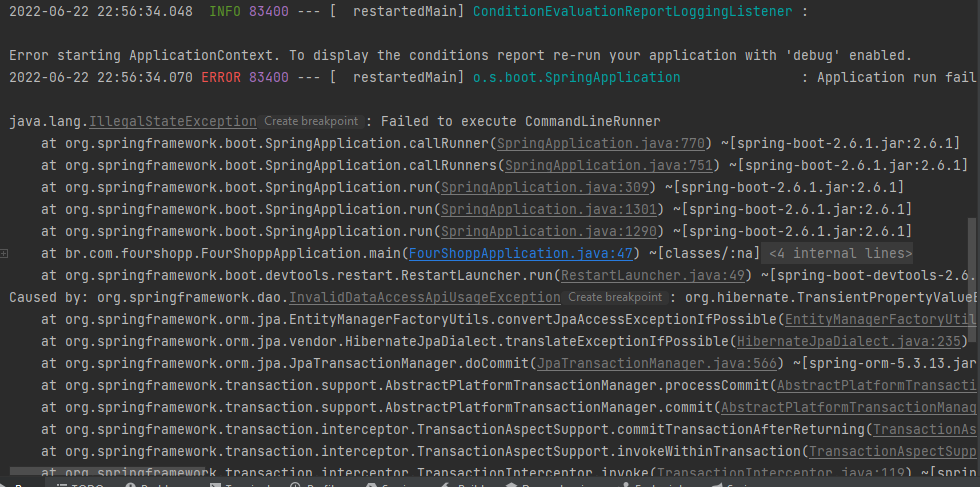 2022-06-22 22:56:34.048  INFO 83400 --- [  restartedMain] ConditionEvaluationReportLoggingListener :
Error starting ApplicationContext. To display the conditions report re-run your application with 'debug' enabled.
2022-06-22 22:56:34.070 ERROR 83400 --- [  restartedMain] o.s.boot.SpringApplication               : Application run fail
java.lang.IllegalStateException Create breakpoint : Failed to execute CommandLineRunner
at org.springframework.boot.SpringApplication.callRunner(SpringApplication.java:770) ~[spring-boot-2.6.1.jar:2.6.1]
at org.springframework.boot.SpringApplication.callRunners(SpringApplication.java:751) ~[spring-boot-2.6.1.jar:2.6.1]
at org.springframework.boot.SpringApplication.run(SpringApplication.java:309) ~[spring-boot-2.6.1.jar:2.6.1]
at org.springframework.boot.SpringApplication.run(SpringApplication.java:1301) ~[spring-boot-2.6.1.jar:2.6.1]
at org.springframework.boot.SpringApplication.run(SpringApplication.java:1290) ~[spring-boot-2.6.1.jar:2.6.1]
at br.com.fourshopp.FourShoppApplication.main(FourShoppApplication.java:47) ~[classes/:na] <4 internal lines>
at org.springframework.boot.devtools.restart.RestartLauncher.run(RestartLauncher.java:49) ~[spring-boot-devtools-2.6.
Caused by: org.springframework.dao.InvalidDataAccessApiUsageException Create breakpoint : org.hibernate.TransientPropertyValueE
at org.springframework.orm.jpa.EntityManagerFactoryUtils.convertJpaAccessExceptionIfPossible(EntityManagerFactoryUtil
at org.springframework.orm.jpa.vendor.HibernateJpaDialect.translateExceptionIfPossible(HibernateJpaDialect.java:235)
at org.springframework.orm.jpa.JpaTransactionManager.doCommit(JpaTransactionManager.java:566) ~[spring-orm-5.3.13.jar
at org.springframework.transaction.support.AbstractPlatformTransactionManager.processCommit(AbstractPlatformTransacti
at org.springframework.transaction.support.AbstractPlatformTransactionManager.commit(AbstractPlatformTransactionManag
at org.springframework.transaction.interceptor.TransactionAspectSupport.commitTransactionAfterReturning(TransactionAs
at org.springframework.transaction.interceptor.TransactionAspectSupport.invokeWithinTransaction(TransactionAspectSupp
at org.springframework.transaction.interceptor.TransactionInterceptor.invoke(TransactionInterceptor.java:119) ~[sprin